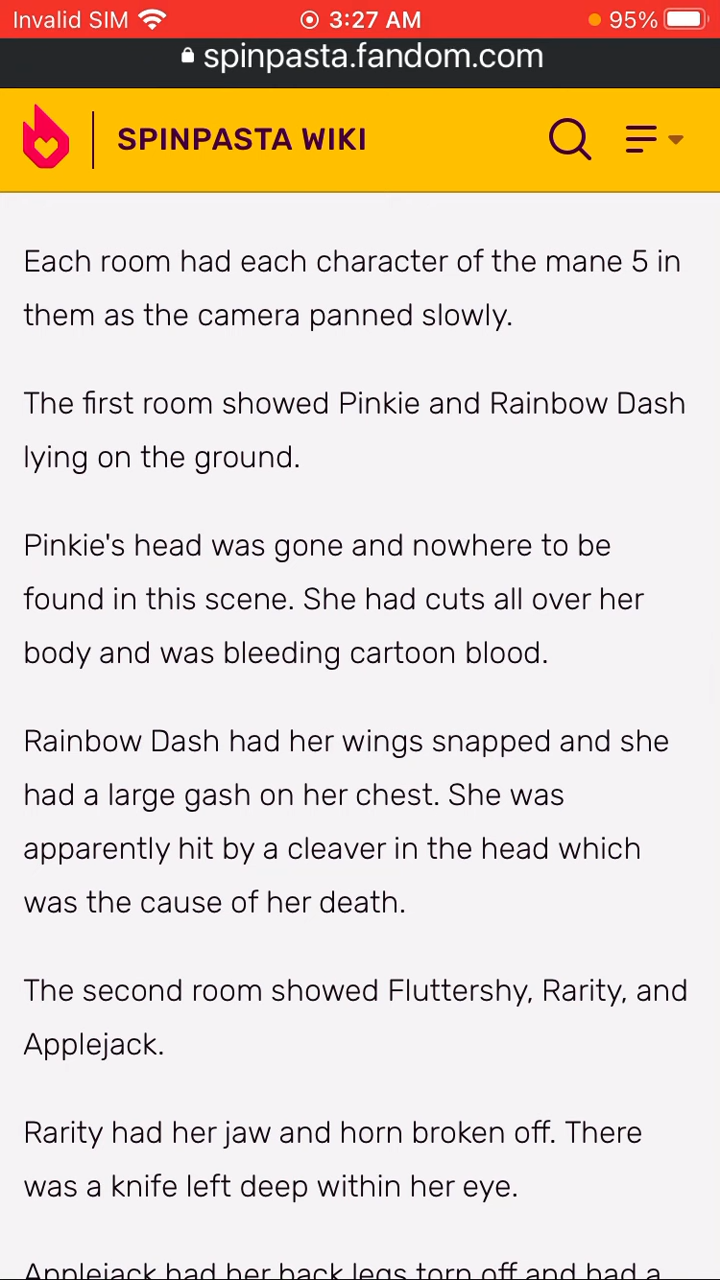 Invalid SIM 3:27 AM 95%
spinpasta.fandom.com
SPINPASTA WIKI
Each room had each character of the mane 5 in
them as the camera panned slowly.
The first room showed Pinkie and Rainbow Dash
lying on the ground.
Pinkie's head was gone and nowhere to be
found in this scene. She had cuts all over her
body and was bleeding cartoon blood.
Rainbow Dash had her wings snapped and she
had a large gash on her chest. She was
apparently hit by a cleaver in the head which
was the cause of her death.
The second room showed Fluttershy, Rarity, and
Applejack.
Rarity had her jaw and horn broken off. There
was a knife left deep within her eye.
Applejack had her back legs torn off and had a